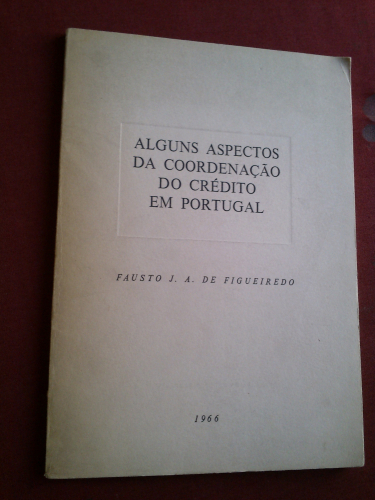 ALGUNS ASPECTOS
DA COORDENAÇÃO
DO CRÉDITO
EM PORTUGAL
FAUSTO J. A. DE FIGUEIREDO
1966